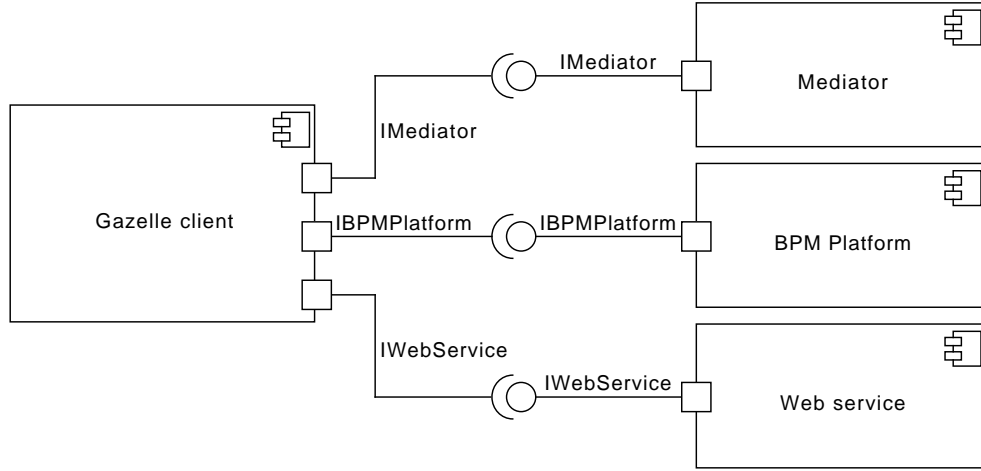 IMediator
Mediator
IMediator
Gazelle client
IBPMPlatform
IBPMPlatform
BPM Platform
IWebService
IWebService
Web service